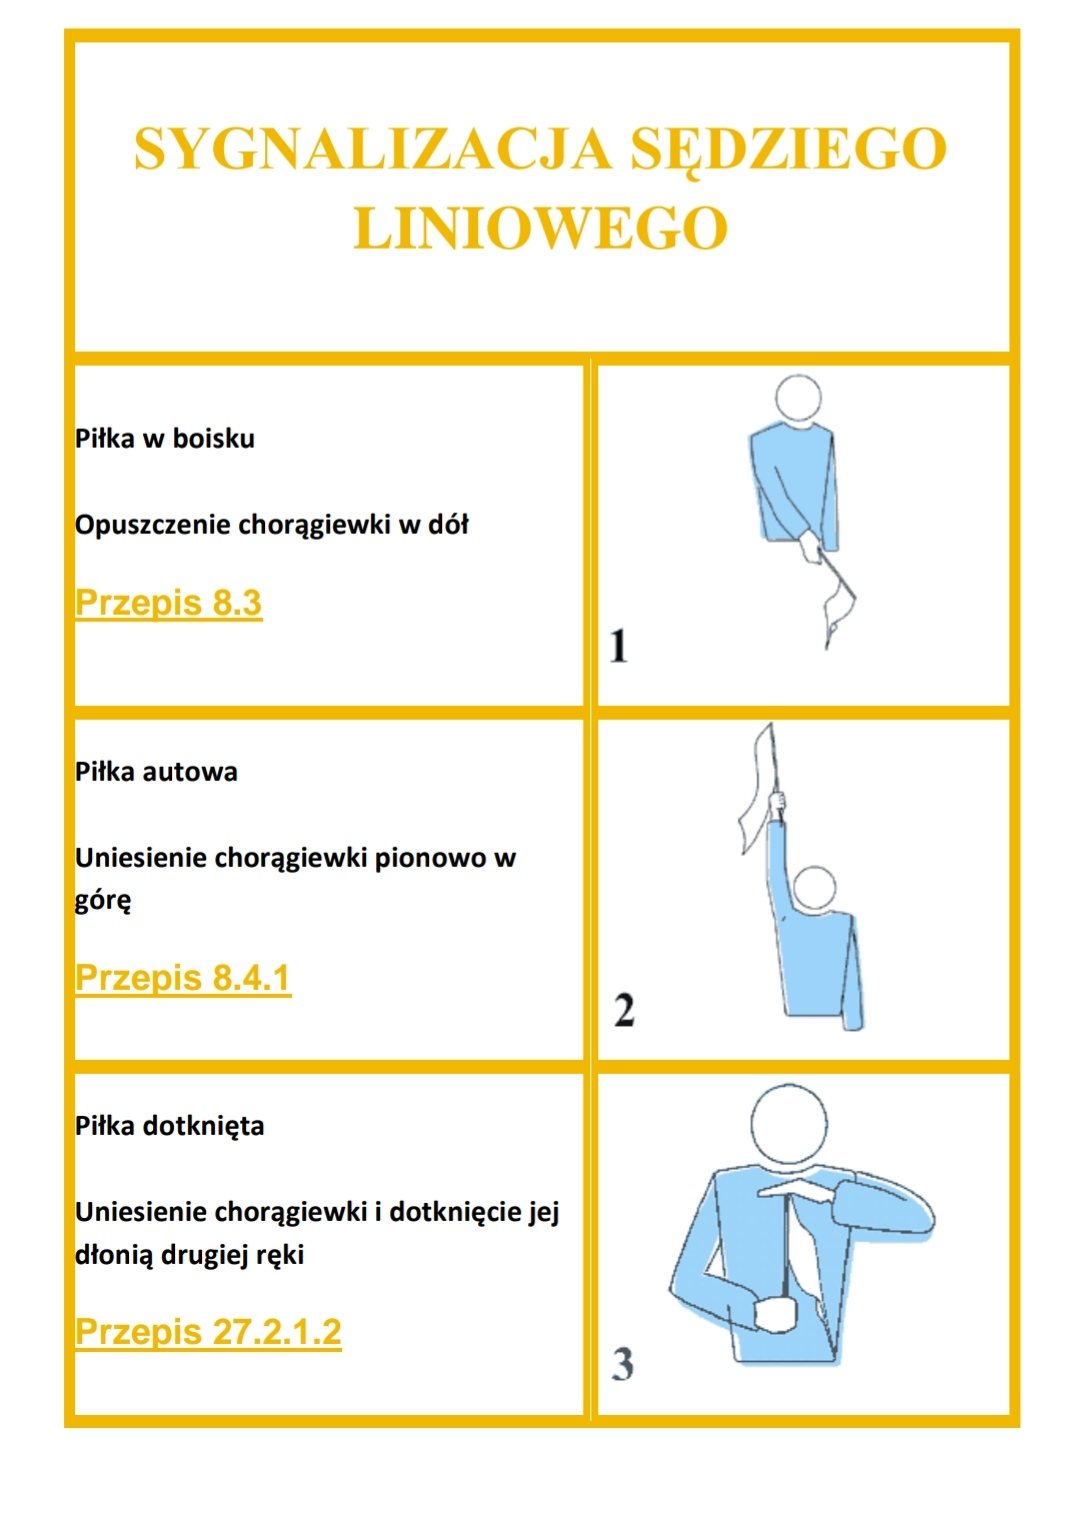 SYGNALIZACJA SĘDZIEGO
LINIOWEGO
Piłka w boisku
Opuszczenie chorągiewki w dół
Przepis 8.3
1
Piłka autowa
Uniesienie chorągiewki pionowo w
górę
Przepis 8.4.1
2
Piłka dotknięta
Uniesienie chorągiewki i dotknięcie jej
dłonią drugiej ręki
Przepis 27.2.1.2
3